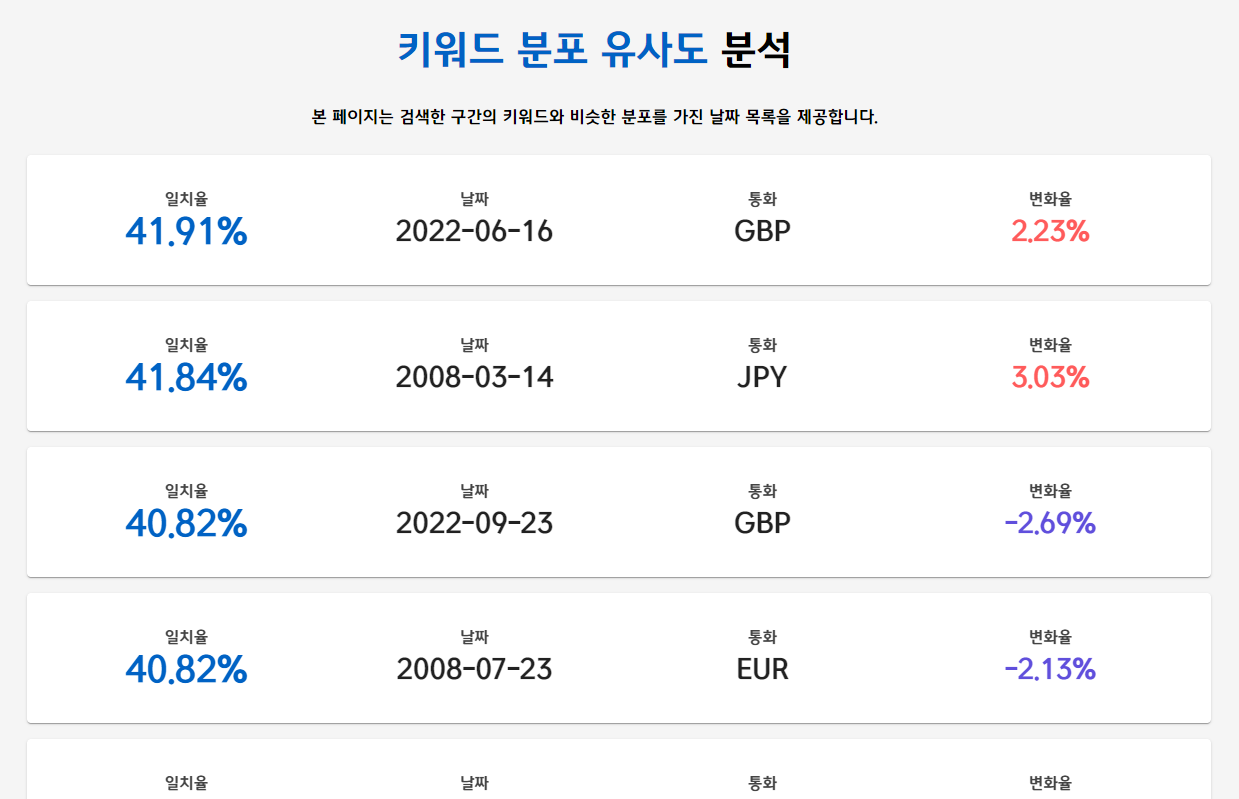 키워드 분포 유사도 분석
본 페이지는 검색한 구간의 키워드와 비슷한 분포를 가진 날짜 목록을 제공합니다.
일치율 날짜 통화 변화율
41.91% 2022-06-16 GBP 2.23%
일치율 날짜 통화 변화율
41.84% 2008-03-14 JPY 3.03%
일치율 날짜 통화 변화율
40.82% 2022-09-23 GBP -2.69%
일치율 날짜 통화 변화율
40.82% 2008-07-23 EUR -2.13%
일치율 날짜 통화 변화율